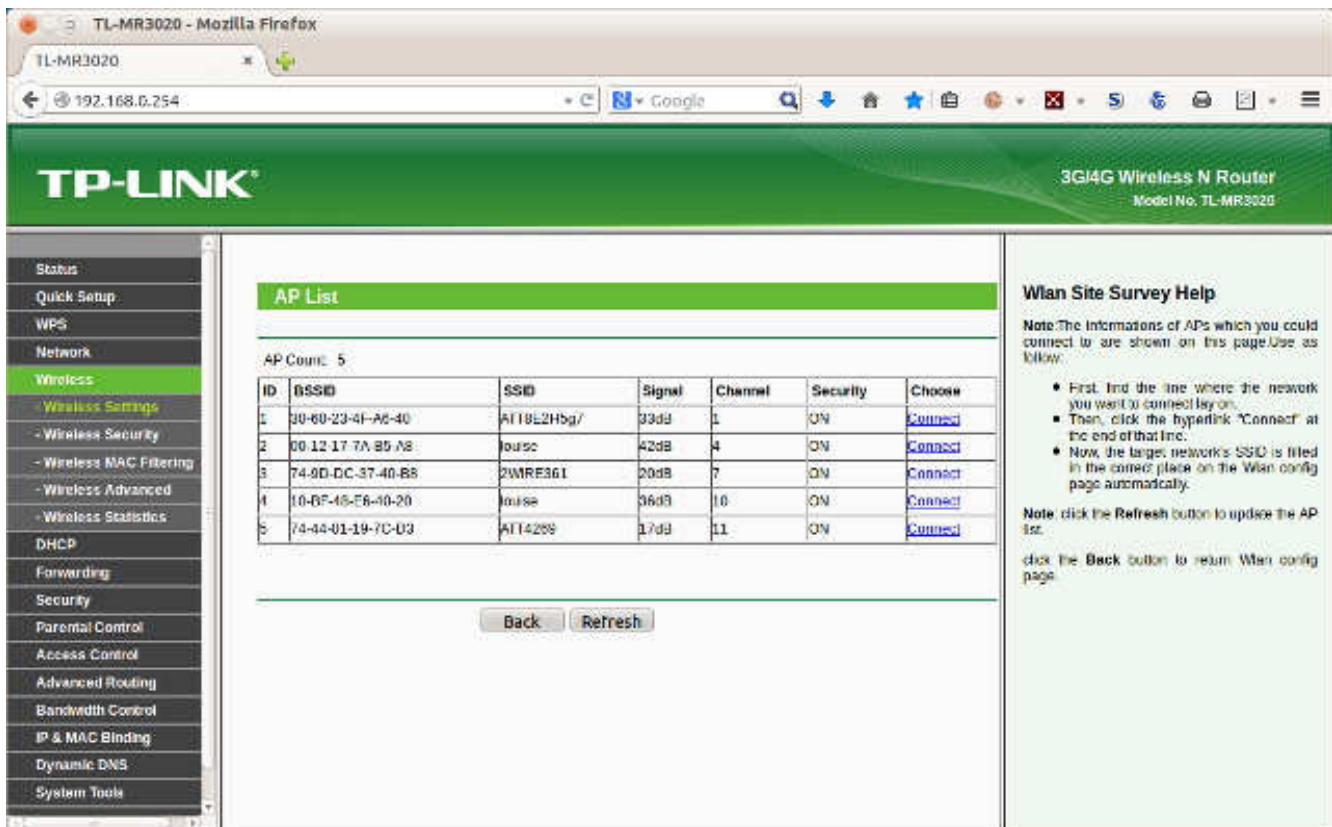 TL-MR3020 - Mozilla Firefox
TL-MR3020
192.168.0.254
Google
TP-LINK®
3G/4G Wireless N Router
Model No. TL-MR3020
Status
Quick Setup
WPS
Network
Wireless
- Wireless Settings
- Wireless Security
- Wireless MAC Filtering
- Wireless Advanced
- Wireless Statistics
DHCP
Forwarding
Security
Parental Control
Access Control
Advanced Routing
Bandwidth Control
IP & MAC Binding
Dynamic DNS
System Tools
AP List
AP Count: 5
ID BSSID SSID Signal Channel Security Choose
1 33dB 1 ON Connect
2 00-12-17-7A-B5-A8 louise 42dB 4 ON Connect
3 74-9D-DC-37-40-B8 2WIRE361 20dB 7 ON Connect
4 10-BF-48-E6-40-20 louise 36dB 10 ON Connect
5 74-44-01-19-7C-D3 ATT4269 17dB 11 ON Connect
Back Refresh
Wlan Site Survey Help
Note:The informations of APs which you could
connect to are shown on this page.Use as
follow:
• First, find the line where the network
you want to connect lay on.
• Then, click the hyperlink "Connect" at
the end of that line.
• Now, the target network's SSID is filled
in the correct place on the Wlan config
page automatically.
Note: click the Refresh button to update the AP
list.
click the Back button to return Wlan config
page.